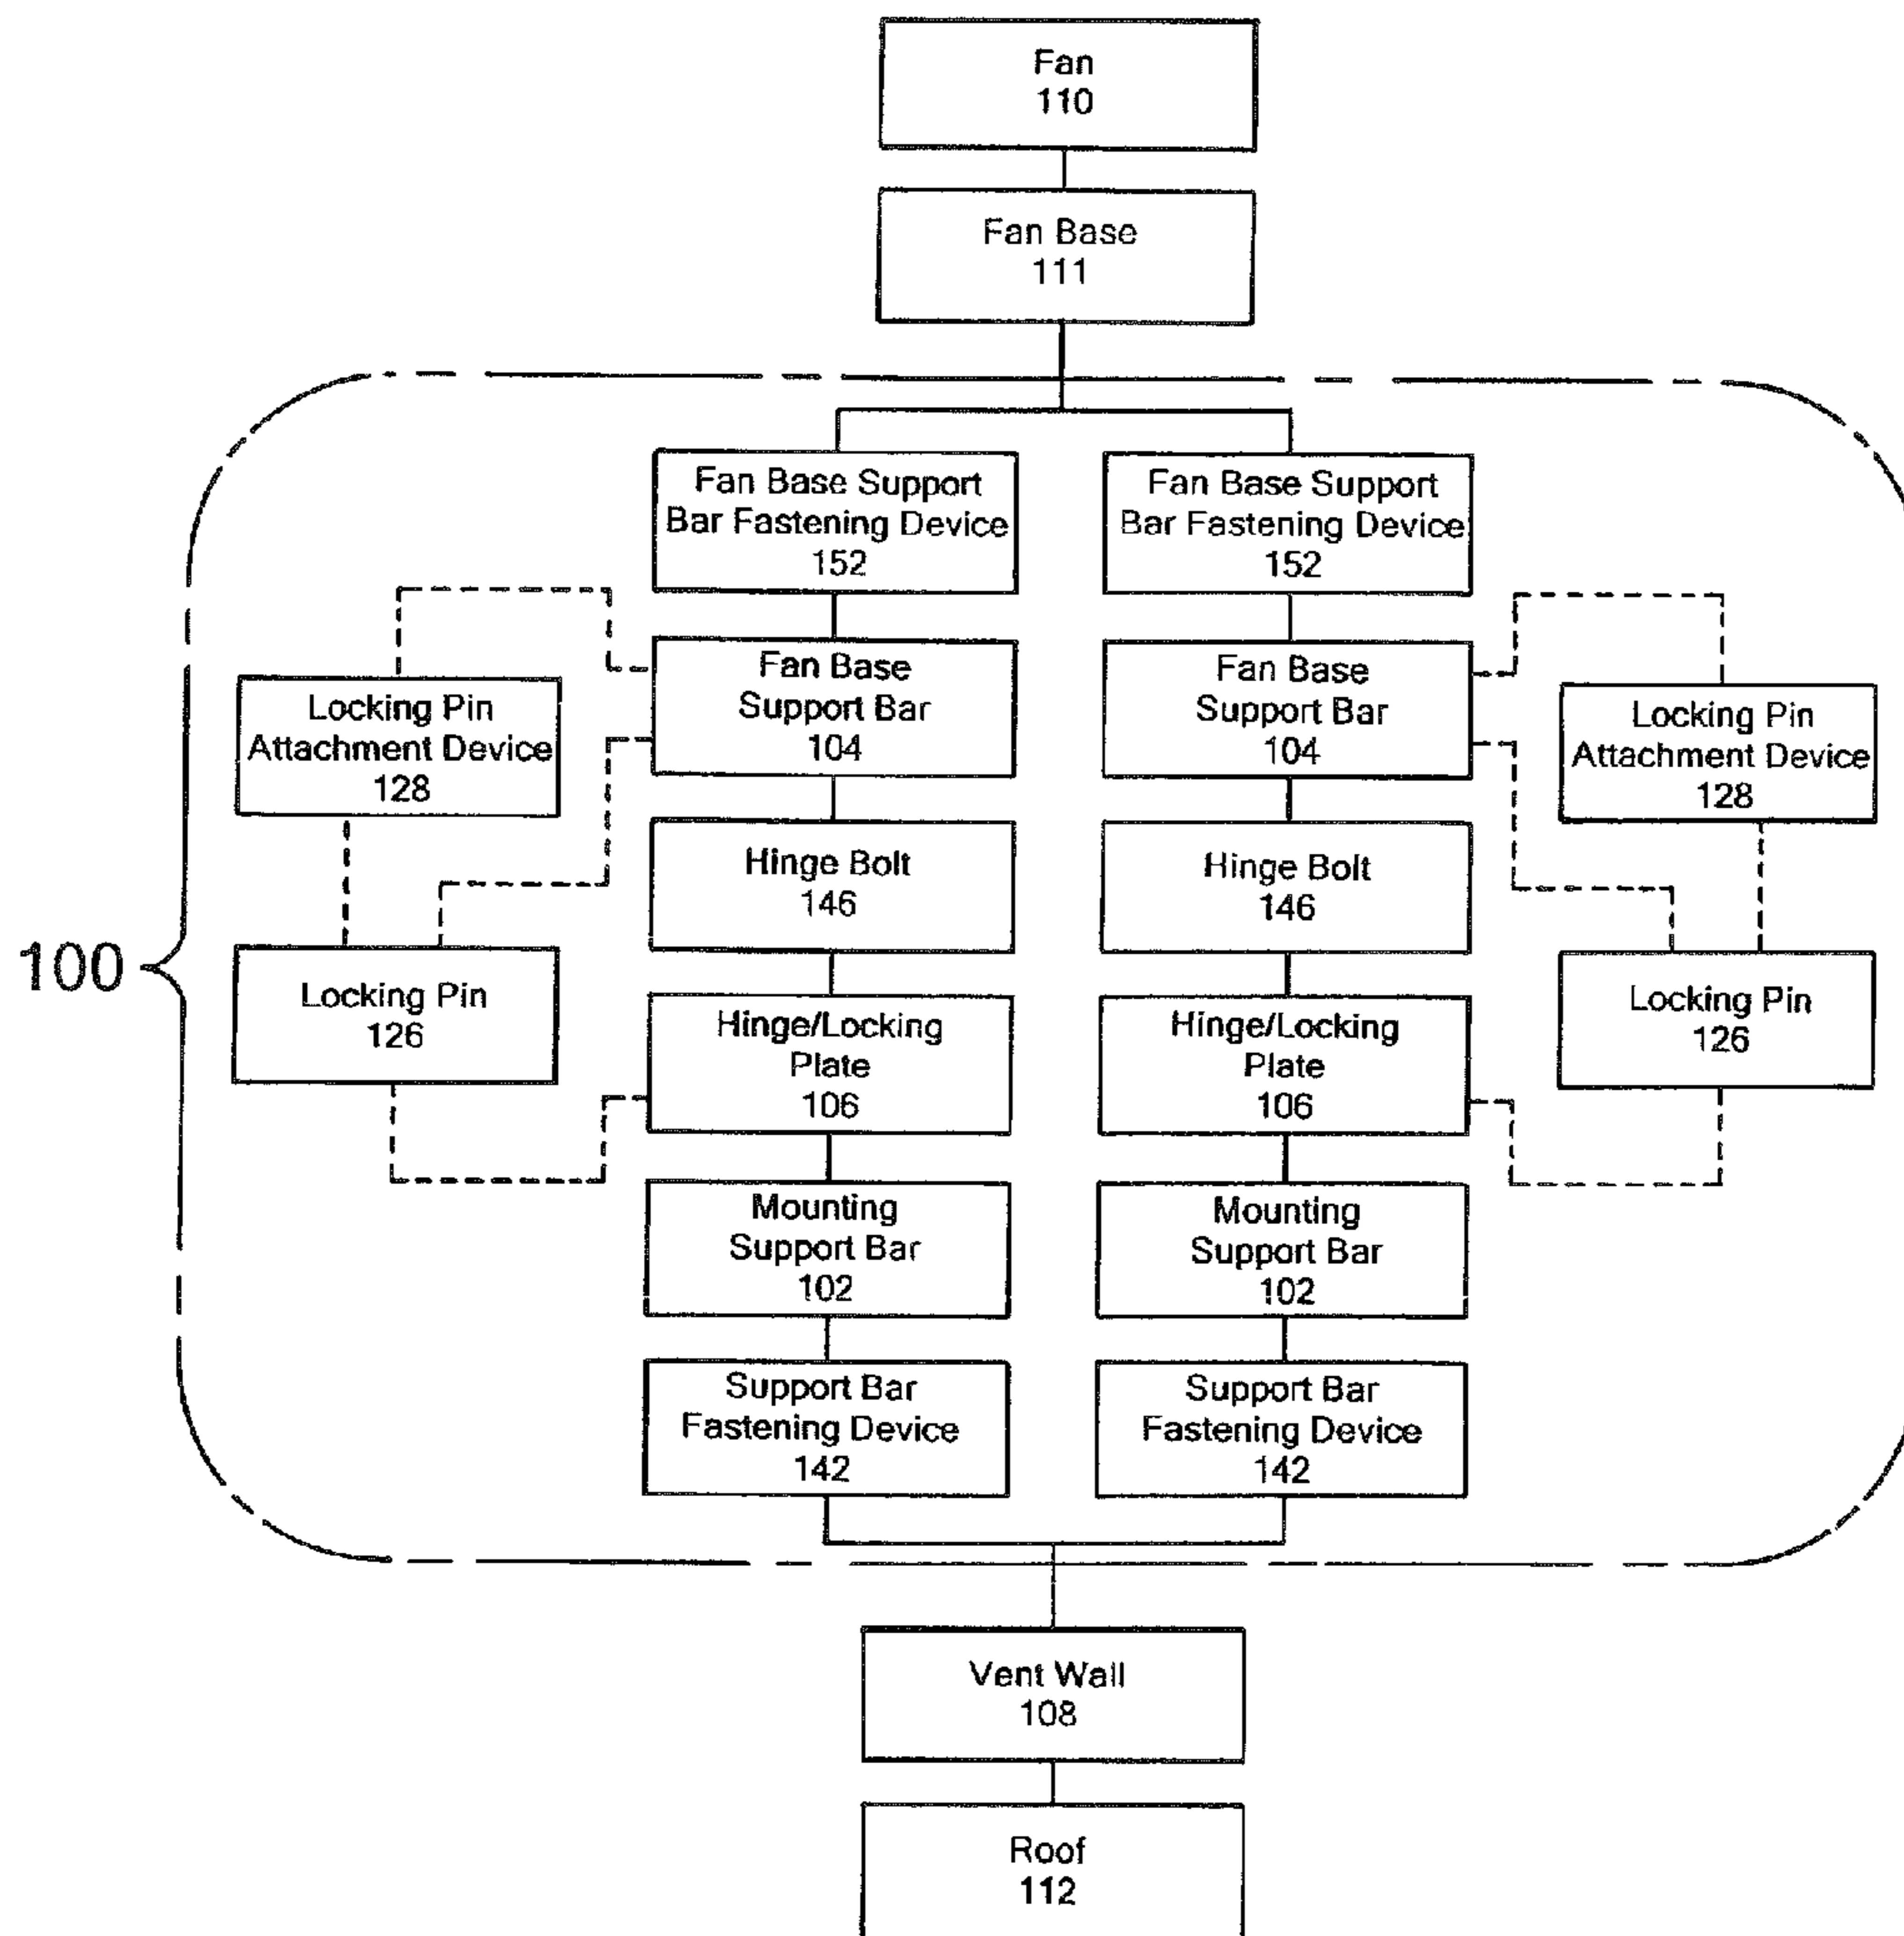 Fan
110
Fan Base
111
Fan Base Support
Bar Fastening Device
152
Fan Base Support
Bar Fastening Device
152
Locking Pin
Attachment Device
128
Fan Base
Support Bar
104
Fan Base
Support Bar
104
Locking Pin
Attachment Device
128
Hinge Bolt
146
Hinge Bolt
146
100
Locking Pin
126
Hinge/Locking
Plate
106
Hinge/Locking
Plate
106
Locking Pin
126
Mounting
Support Bar
102
Mounting
Support Bar
102
Support Bar
Fastening Device
142
Support Bar
Fastening Device
142
Vent Wall
108
Roof
112